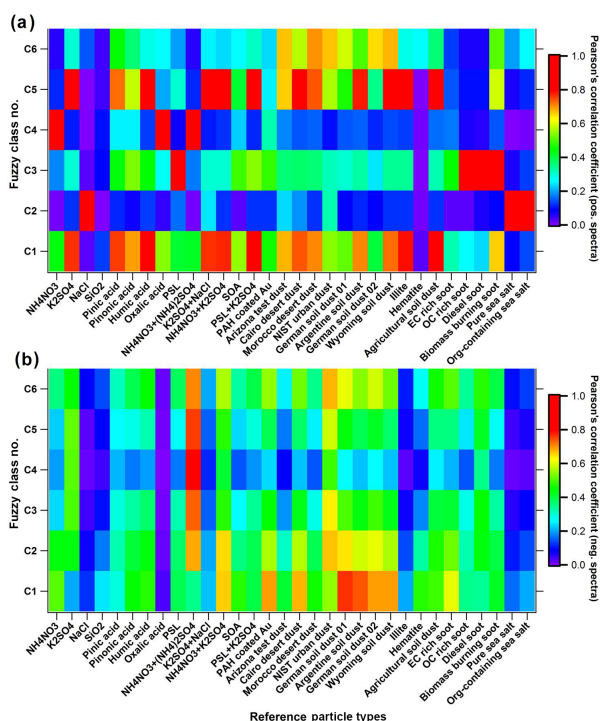 (a)
Fuzzy class no.
C6
C5
C4
C3
C2
C1
NH4NO3
K2SO4
NaCl
SiO2
Pinic acid
Pinonic acid
Humic acid
Oxalic acid
PSL
NH4NO3+(NH4)2SO4
K2SO4+NaCl
NH4NO3+K2SO4
SOA
PSL+K2SO4
PAH coated Au
Arizona test dust
Cairo desert dust
Morocco desert dust
NIST urban dust
German soil dust 01
Argentine soil dust
German soil dust 02
Wyoming soil dust
Illite
Hematite
Agricultural soil dust
EC rich soot
OC rich soot
Diesel soot
Biomass burning soot
Pure sea salt
Org-containing sea salt
1.0
0.8
0.6
0.4
0.2
0.0
Pearson's correlation coefficient (pos. spectra)
(b)
Fuzzy class no.
C6
C5
C4
C3
C2
C1
NH4NO3
K2SO4
NaCl
SiO2
Pinic acid
Pinonic acid
Humic acid
Oxalic acid
PSL
NH4NO3+(NH4)2SO4
K2SO4+NaCl
NH4NO3+K2SO4
SOA
PSL+K2SO4
PAH coated Au
Arizona test dust
Cairo desert dust
Morocco desert dust
NIST urban dust
German soil dust 01
Argentine soil dust
German soil dust 02
Wyoming soil dust
Illite
Hematite
Agricultural soil dust
EC rich soot
OC rich soot
Diesel soot
Biomass burning soot
Pure sea salt
Org-containing sea salt
1.0
0.8
0.6
0.4
0.2
0.0
Pearson's correlation coefficient (neg. spectra)
Reference particle types